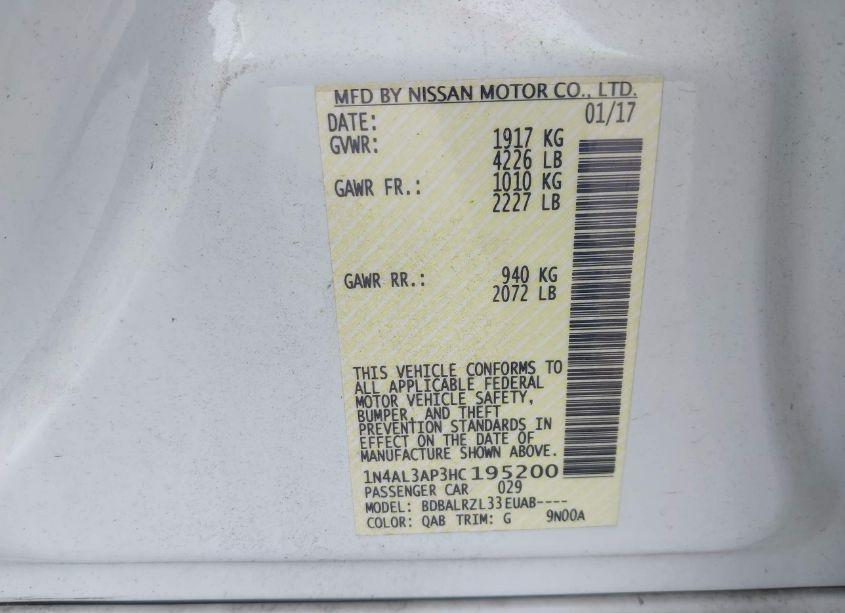 MFD BY NISSAN MOTOR CO., LTD.
DATE: 01/17
GVWR: 1917 KG
4226 LB
GAWR FR.: 1010 KG
2227 LB
GAWR RR.: 940 KG
2072 LB
THIS VEHICLE CONFORMS TO
ALL APPLICABLE FEDERAL
MOTOR VEHICLE SAFETY,
BUMPER, AND THEFT
PREVENTION STANDARDS IN
EFFECT ON THE DATE OF
MANUFACTURE SHOWN ABOVE.
1N4AL3AP3HC195200
PASSENGER CAR 029
MODEL: BDBALRZL33EUAB----
COLOR: QAB TRIM: G 9N00A